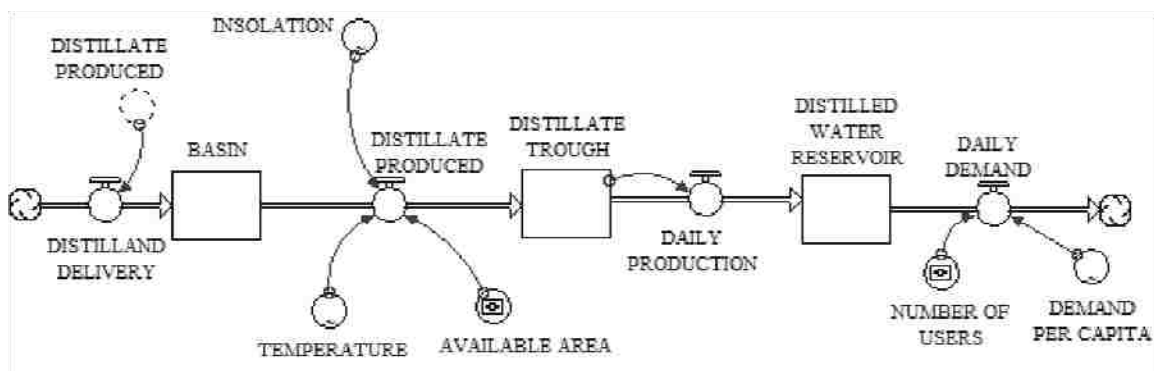 INSOLATION
DISTILLATE
PRODUCED
BASIN
DISTILLATE
PRODUCED
DISTILLATE
TROUGH
DISTILLED
WATER
RESERVOIR
DAILY
DEMAND
DISTILLAND
DELIVERY
DAILY
PRODUCTION
TEMPERATURE
AVAILABLE AREA
NUMBER OF
USERS
DEMAND
PER CAPITA